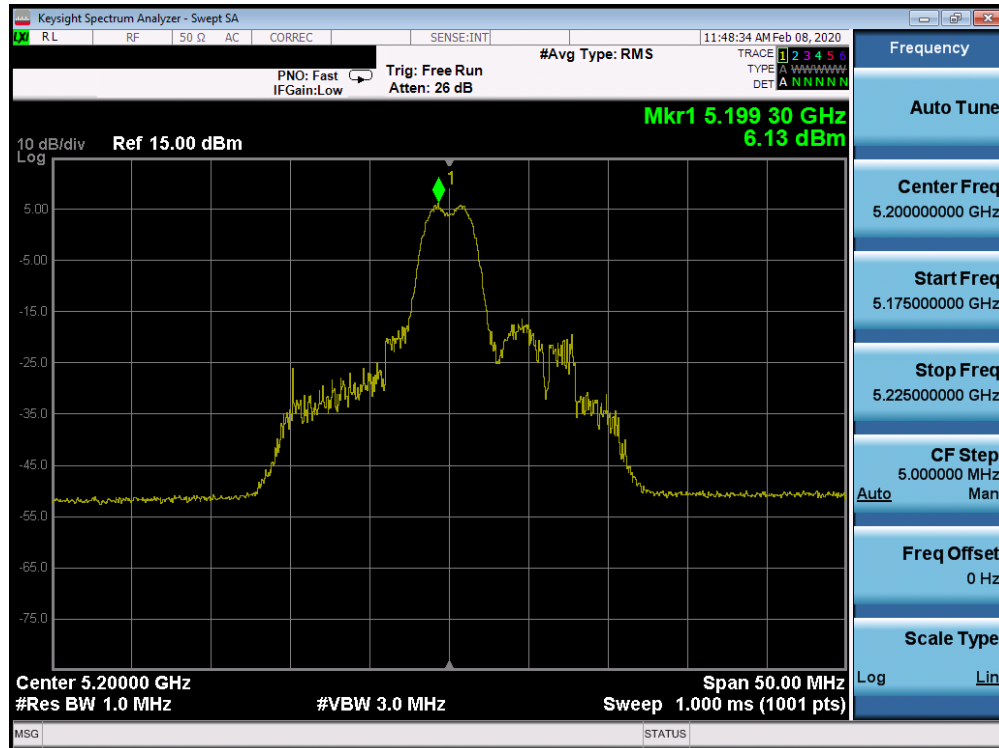 Keysight Spectrum Analyzer - Swept SA
LXI RL RF 50 Ω AC CORREC SENSE:INT 11:48:34 AM Feb 08, 2020
#Avg Type: RMS TRACE 1 2 3 4 5 6
PNO: Fast Trig: Free Run TYPE A WWWWW
IFGain:Low Atten: 26 dB DET A N N N N N
Mkr1 5.199 30 GHz
6.13 dBm
10 dB/div Ref 15.00 dBm
Log
1
5.00
-5.00
-15.0
-25.0
-35.0
-45.0
-55.0
-65.0
-75.0
Center 5.20000 GHz Span 50.00 MHz
#Res BW 1.0 MHz #VBW 3.0 MHz Sweep 1.000 ms (1001 pts)
MSG STATUS
Frequency
Auto Tune
Center Freq
5.200000000 GHz
Start Freq
5.175000000 GHz
Stop Freq
5.225000000 GHz
CF Step
5.000000 MHz
Auto Man
Freq Offset
0 Hz
Scale Type
Log Lin